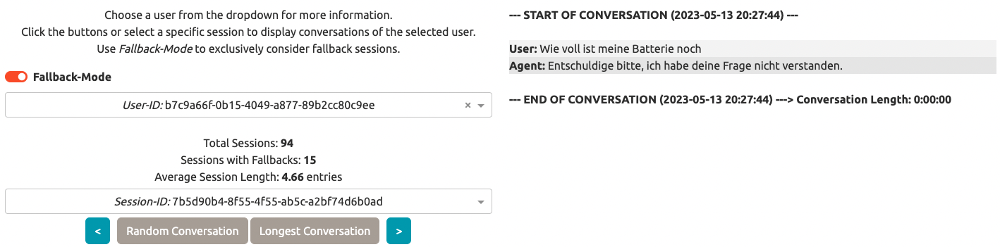 Choose a user from the dropdown for more information.
Click the buttons or select a specific session to display conversations of the selected user.
Use Fallback-Mode to exclusively consider fallback sessions.
Fallback-Mode
User-ID: b7c9a66f-0b15-4049-a877-89b2cc80c9ee
×
Total Sessions: 94
Sessions with Fallbacks: 15
Average Session Length: 4.66 entries
Session-ID: 7b5d90b4-8f55-4f55-ab5c-a2bf74d6b0ad
< Random Conversation Longest Conversation >
--- START OF CONVERSATION (2023-05-13 20:27:44) ---
User: Wie voll ist meine Batterie noch
Agent: Entschuldige bitte, ich habe deine Frage nicht verstanden.
--- END OF CONVERSATION (2023-05-13 20:27:44) ---> Conversation Length: 0:00:00